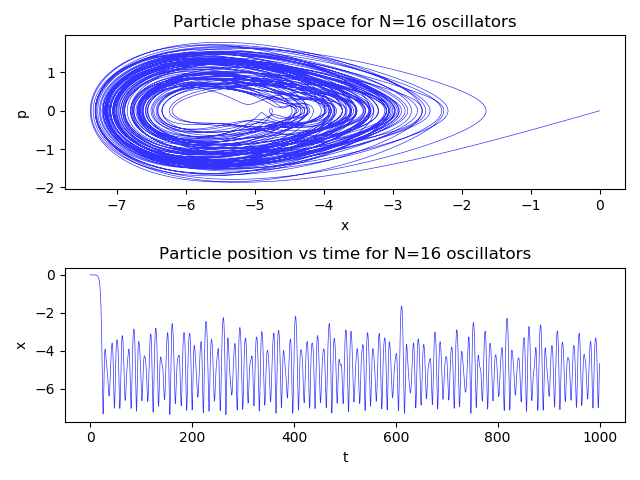 Particle phase space for N=16 oscillators
1
0
−1
−2
p
−7 −6 −5 −4 −3 −2 −1 0
x
Particle position vs time for N=16 oscillators
0
−2
−4
−6
x
0 200 400 600 800 1000
t